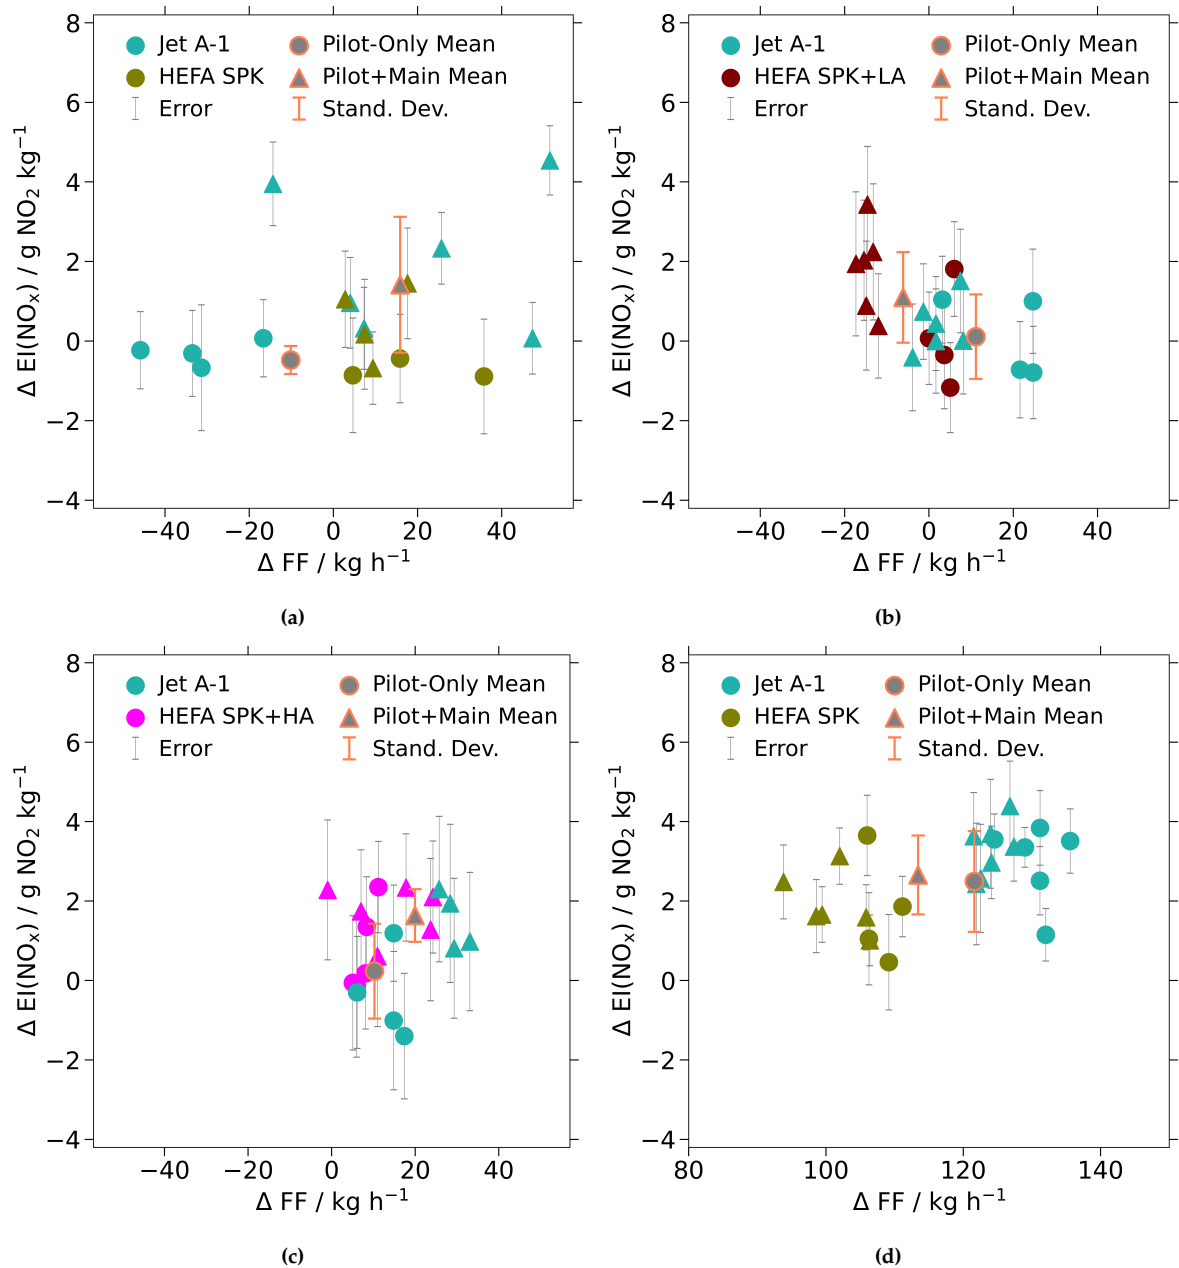 8
6
4
2
0
−2
−4
Δ EI(NOₓ) / g NO₂ kg⁻¹
Jet A-1
HEFA SPK
Error
Pilot-Only Mean
Pilot+Main Mean
Stand. Dev.
−40 −20 0 20 40
Δ FF / kg h⁻¹
(a)
8
6
4
2
0
−2
−4
Δ EI(NOₓ) / g NO₂ kg⁻¹
Jet A-1
HEFA SPK+LA
Error
Pilot-Only Mean
Pilot+Main Mean
Stand. Dev.
−40 −20 0 20 40
Δ FF / kg h⁻¹
(b)
8
6
4
2
0
−2
−4
Δ EI(NOₓ) / g NO₂ kg⁻¹
Jet A-1
HEFA SPK+HA
Error
Pilot-Only Mean
Pilot+Main Mean
Stand. Dev.
−40 −20 0 20 40
Δ FF / kg h⁻¹
(c)
8
6
4
2
0
−2
−4
Δ EI(NOₓ) / g NO₂ kg⁻¹
Jet A-1
HEFA SPK
Error
Pilot-Only Mean
Pilot+Main Mean
Stand. Dev.
80 100 120 140
Δ FF / kg h⁻¹
(d)